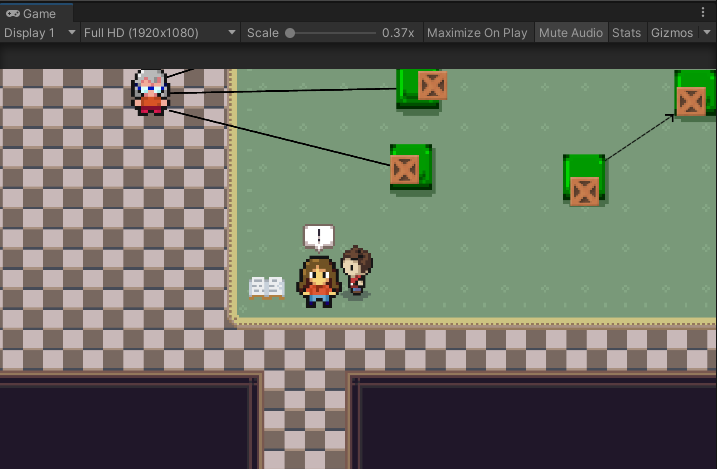 Game
Display 1 Full HD (1920x1080) Scale 0.37x Maximize On Play Mute Audio Stats Gizmos
!